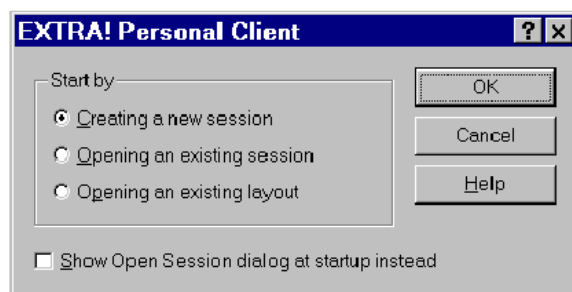 EXTRA! Personal Client
Start by
Creating a new session
Opening an existing session
Opening an existing layout
OK
Cancel
Help
Show Open Session dialog at startup instead